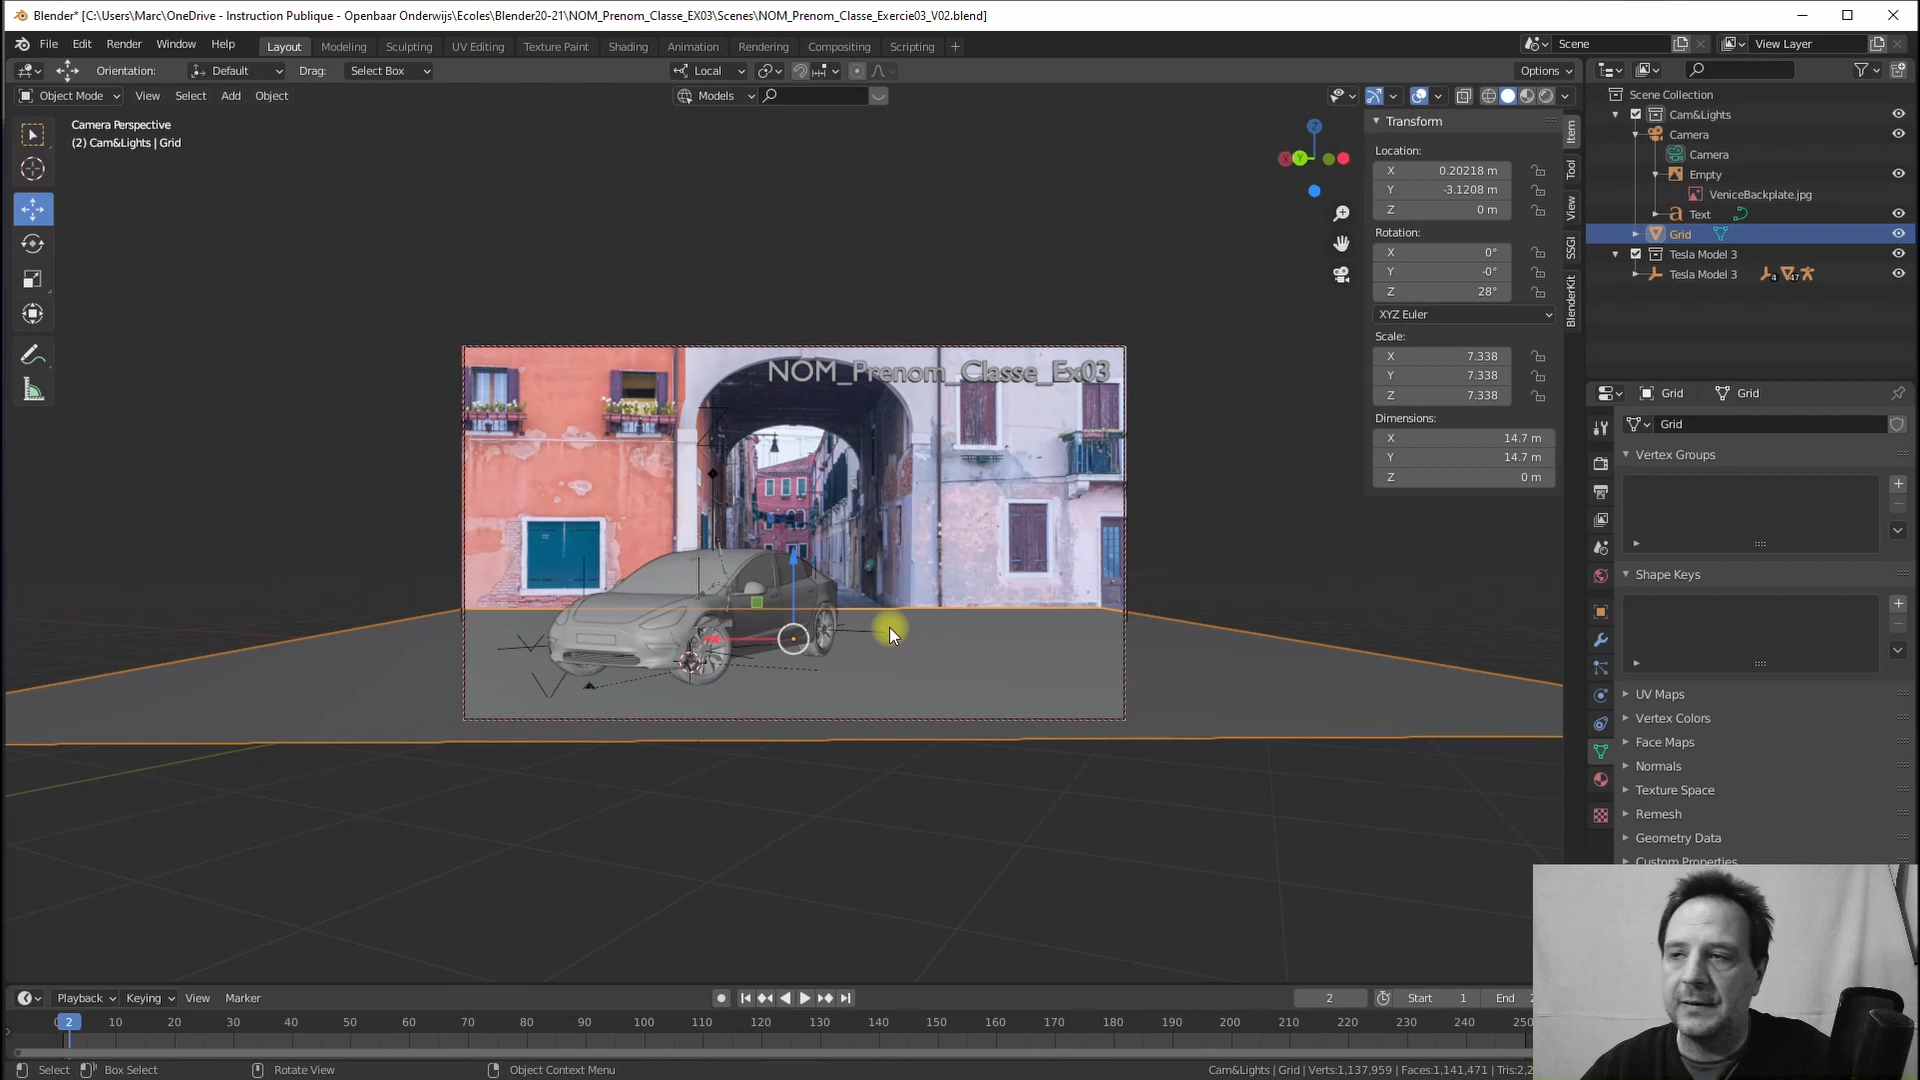 Blender* [C:\Users\Marc\OneDrive - Instruction Publique - Openbaar Onderwijs\Ecoles\Blender20-21\NOM_Prenom_Classe_EX03\Scenes\NOM_Prenom_Classe_Exercie03_V02.blend]
File Edit Render Window Help Layout Modeling Sculpting UV Editing Texture Paint Shading Animation Rendering Compositing Scripting + Scene View Layer
Orientation: Default Drag: Select Box Local Options
Object Mode View Select Add Object Models
Camera Perspective
(2) Cam&Lights | Grid
NOM_Prenom_Classe_Ex03
Z
X
Y
Transform
Location:
X 0.20218 m
Y -3.1208 m
Z 0 m
Rotation:
X 0°
Y -0°
Z 28°
XYZ Euler
Scale:
X 7.338
Y 7.338
Z 7.338
Dimensions:
X 14.7 m
Y 14.7 m
Z 0 m
Item
Tool
View
SSGI
BlenderKit
Scene Collection
Cam&Lights
Camera
Camera
Empty
VeniceBackplate.jpg
Text
Grid
Tesla Model 3
Tesla Model 3 4 47
Grid Grid
Grid
Vertex Groups
Shape Keys
UV Maps
Vertex Colors
Face Maps
Normals
Texture Space
Remesh
Geometry Data
Custom Properties
Playback Keying View Marker 2 Start 1 End
2 10 20 30 40 50 60 70 80 90 100 110 120 130 140 150 160 170 180 190 200 210 220 230 240
Select Box Select Rotate View Object Context Menu Cam&Lights | Grid | Verts:1,137,959 | Faces:1,141,471 | Tris:2,2